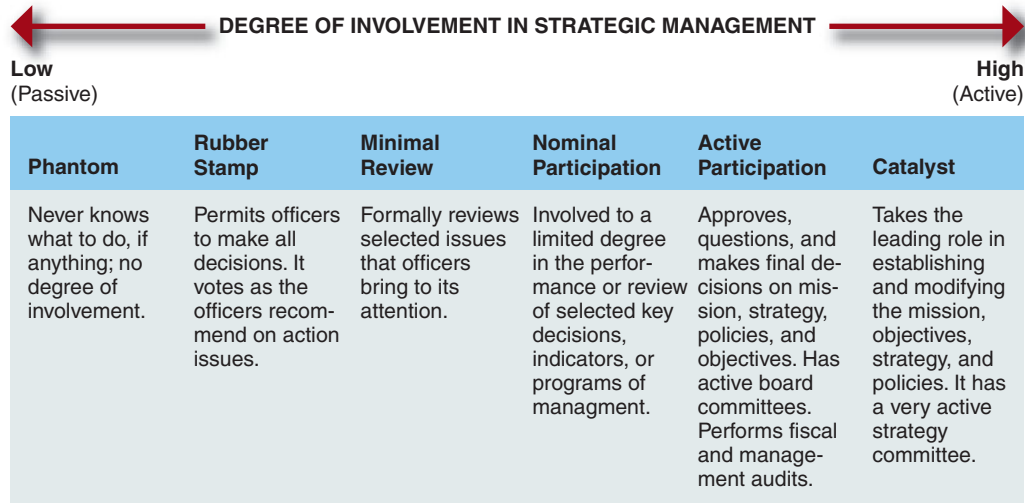 DEGREE OF INVOLVEMENT IN STRATEGIC MANAGEMENT
Low
(Passive)
High
(Active)
Phantom
Never knows
what to do, if
anything; no
degree of
involvement.
Rubber
Stamp
Permits officers
to make all
decisions. It
votes as the
officers recom-
mend on action
issues.
Minimal
Review
Formally reviews
selected issues
that officers
bring to its
attention.
Nominal
Participation
Involved to a
limited degree
in the perfor-
mance or review
of selected key
decisions,
indicators, or
programs of
managment.
Active
Participation
Approves,
questions, and
makes final de-
cisions on mis-
sion, strategy,
policies, and
objectives. Has
active board
committees.
Performs fiscal
and manage-
ment audits.
Catalyst
Takes the
leading role in
establishing
and modifying
the mission,
objectives,
strategy, and
policies. It has
a very active
strategy
committee.